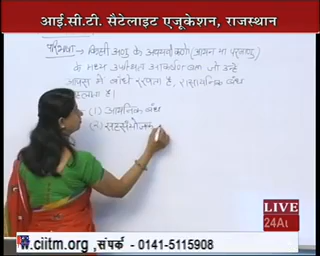 आई.सी.टी. सैटेलाइट एजूकेशन, राजस्थान
परिभाषा - किसी अणु के अवयवी कणों (आयन या परमाणु)
के मध्य उपस्थित आकर्षण बल जो उन्हें
आपस में बांधे रखता है, रासायनिक बंध
कहलाता है।
(1) आयनिक बंध
(2) सहसंयोजक
LIVE
24At
www.ciitm.org ,संपर्क - 0141-5115908